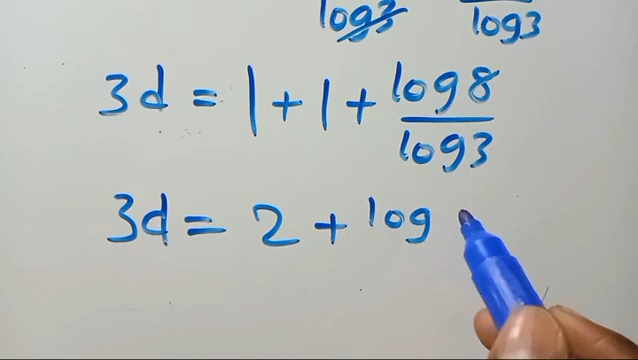 log3 log3
3d = 1 + 1 + log8
log3
3d = 2 + log